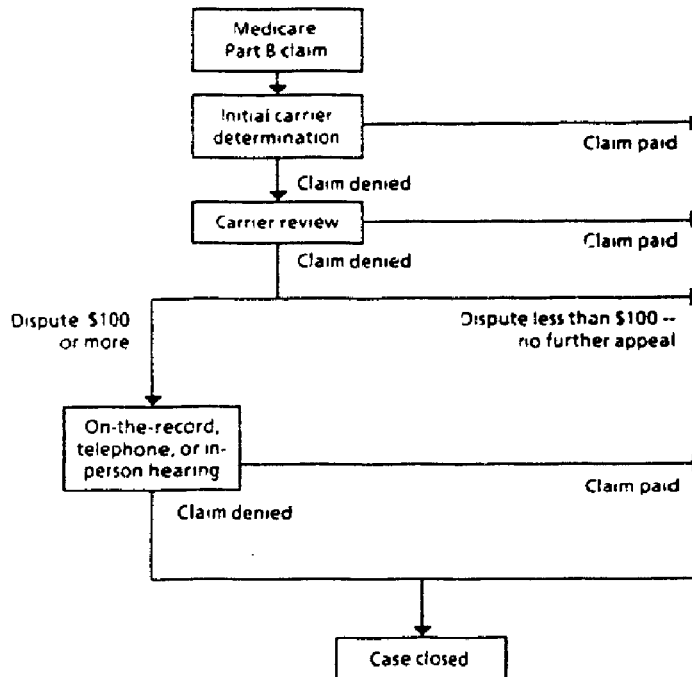 Medicare
Part B claim
Initial carrier
determination
Claim paid
Claim denied
Carrier review
Claim paid
Claim denied
Dispute $100
or more
Dispute less than $100 --
no further appeal
On-the-record,
telephone, or in-
person hearing
Claim paid
Claim denied
Case closed